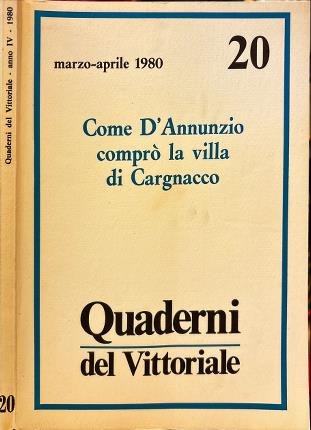 Quaderni del Vittoriale - anno IV - 1980
20
marzo-aprile 1980
20
Come D'Annunzio
comprò la villa
di Cargnacco
Quaderni
del Vittoriale